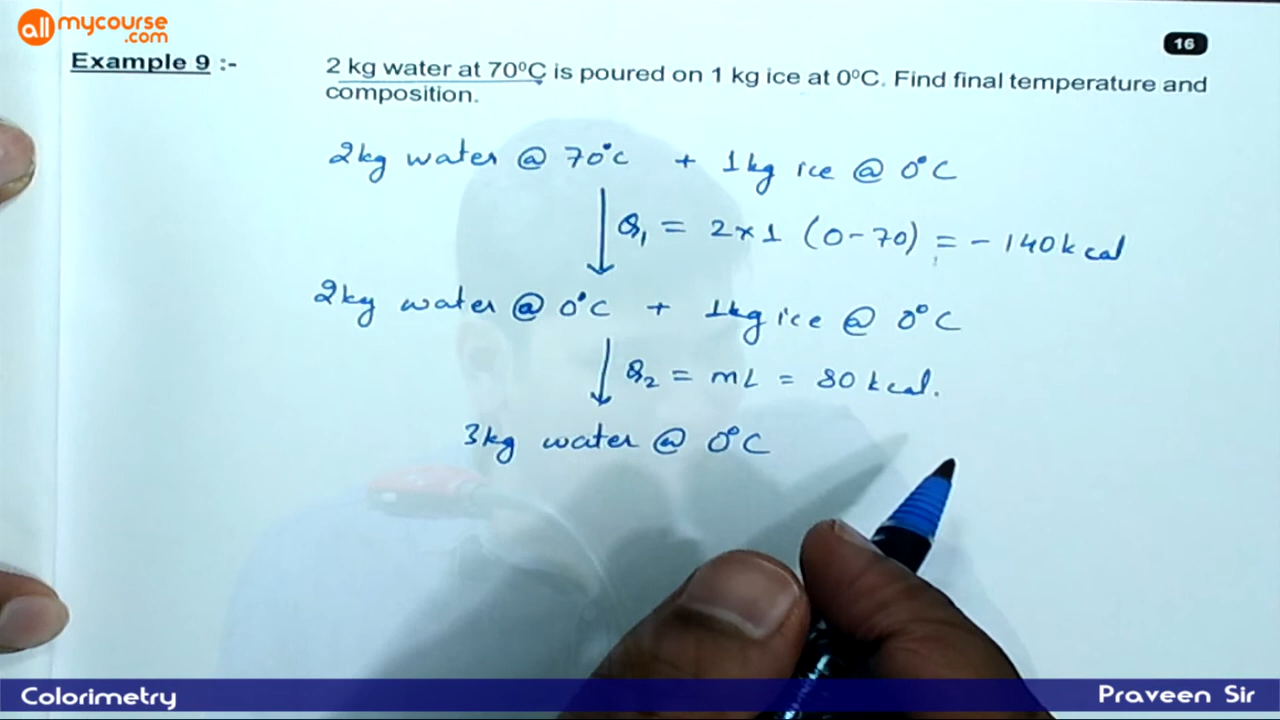 all mycourse
.com
16
Example 9 :- 2 kg water at 70⁰C is poured on 1 kg ice at 0⁰C. Find final temperature and
composition.
2kg water @ 70°C + 1kg ice @ 0°C
Q₁ = 2×1 (0-70) = - 140 kcal
2kg water @ 0°C + 1kg ice @ 0°C
Q₂ = mL = 80 kcal.
3kg water @ 0°C
Colorimetry
Praveen Sir